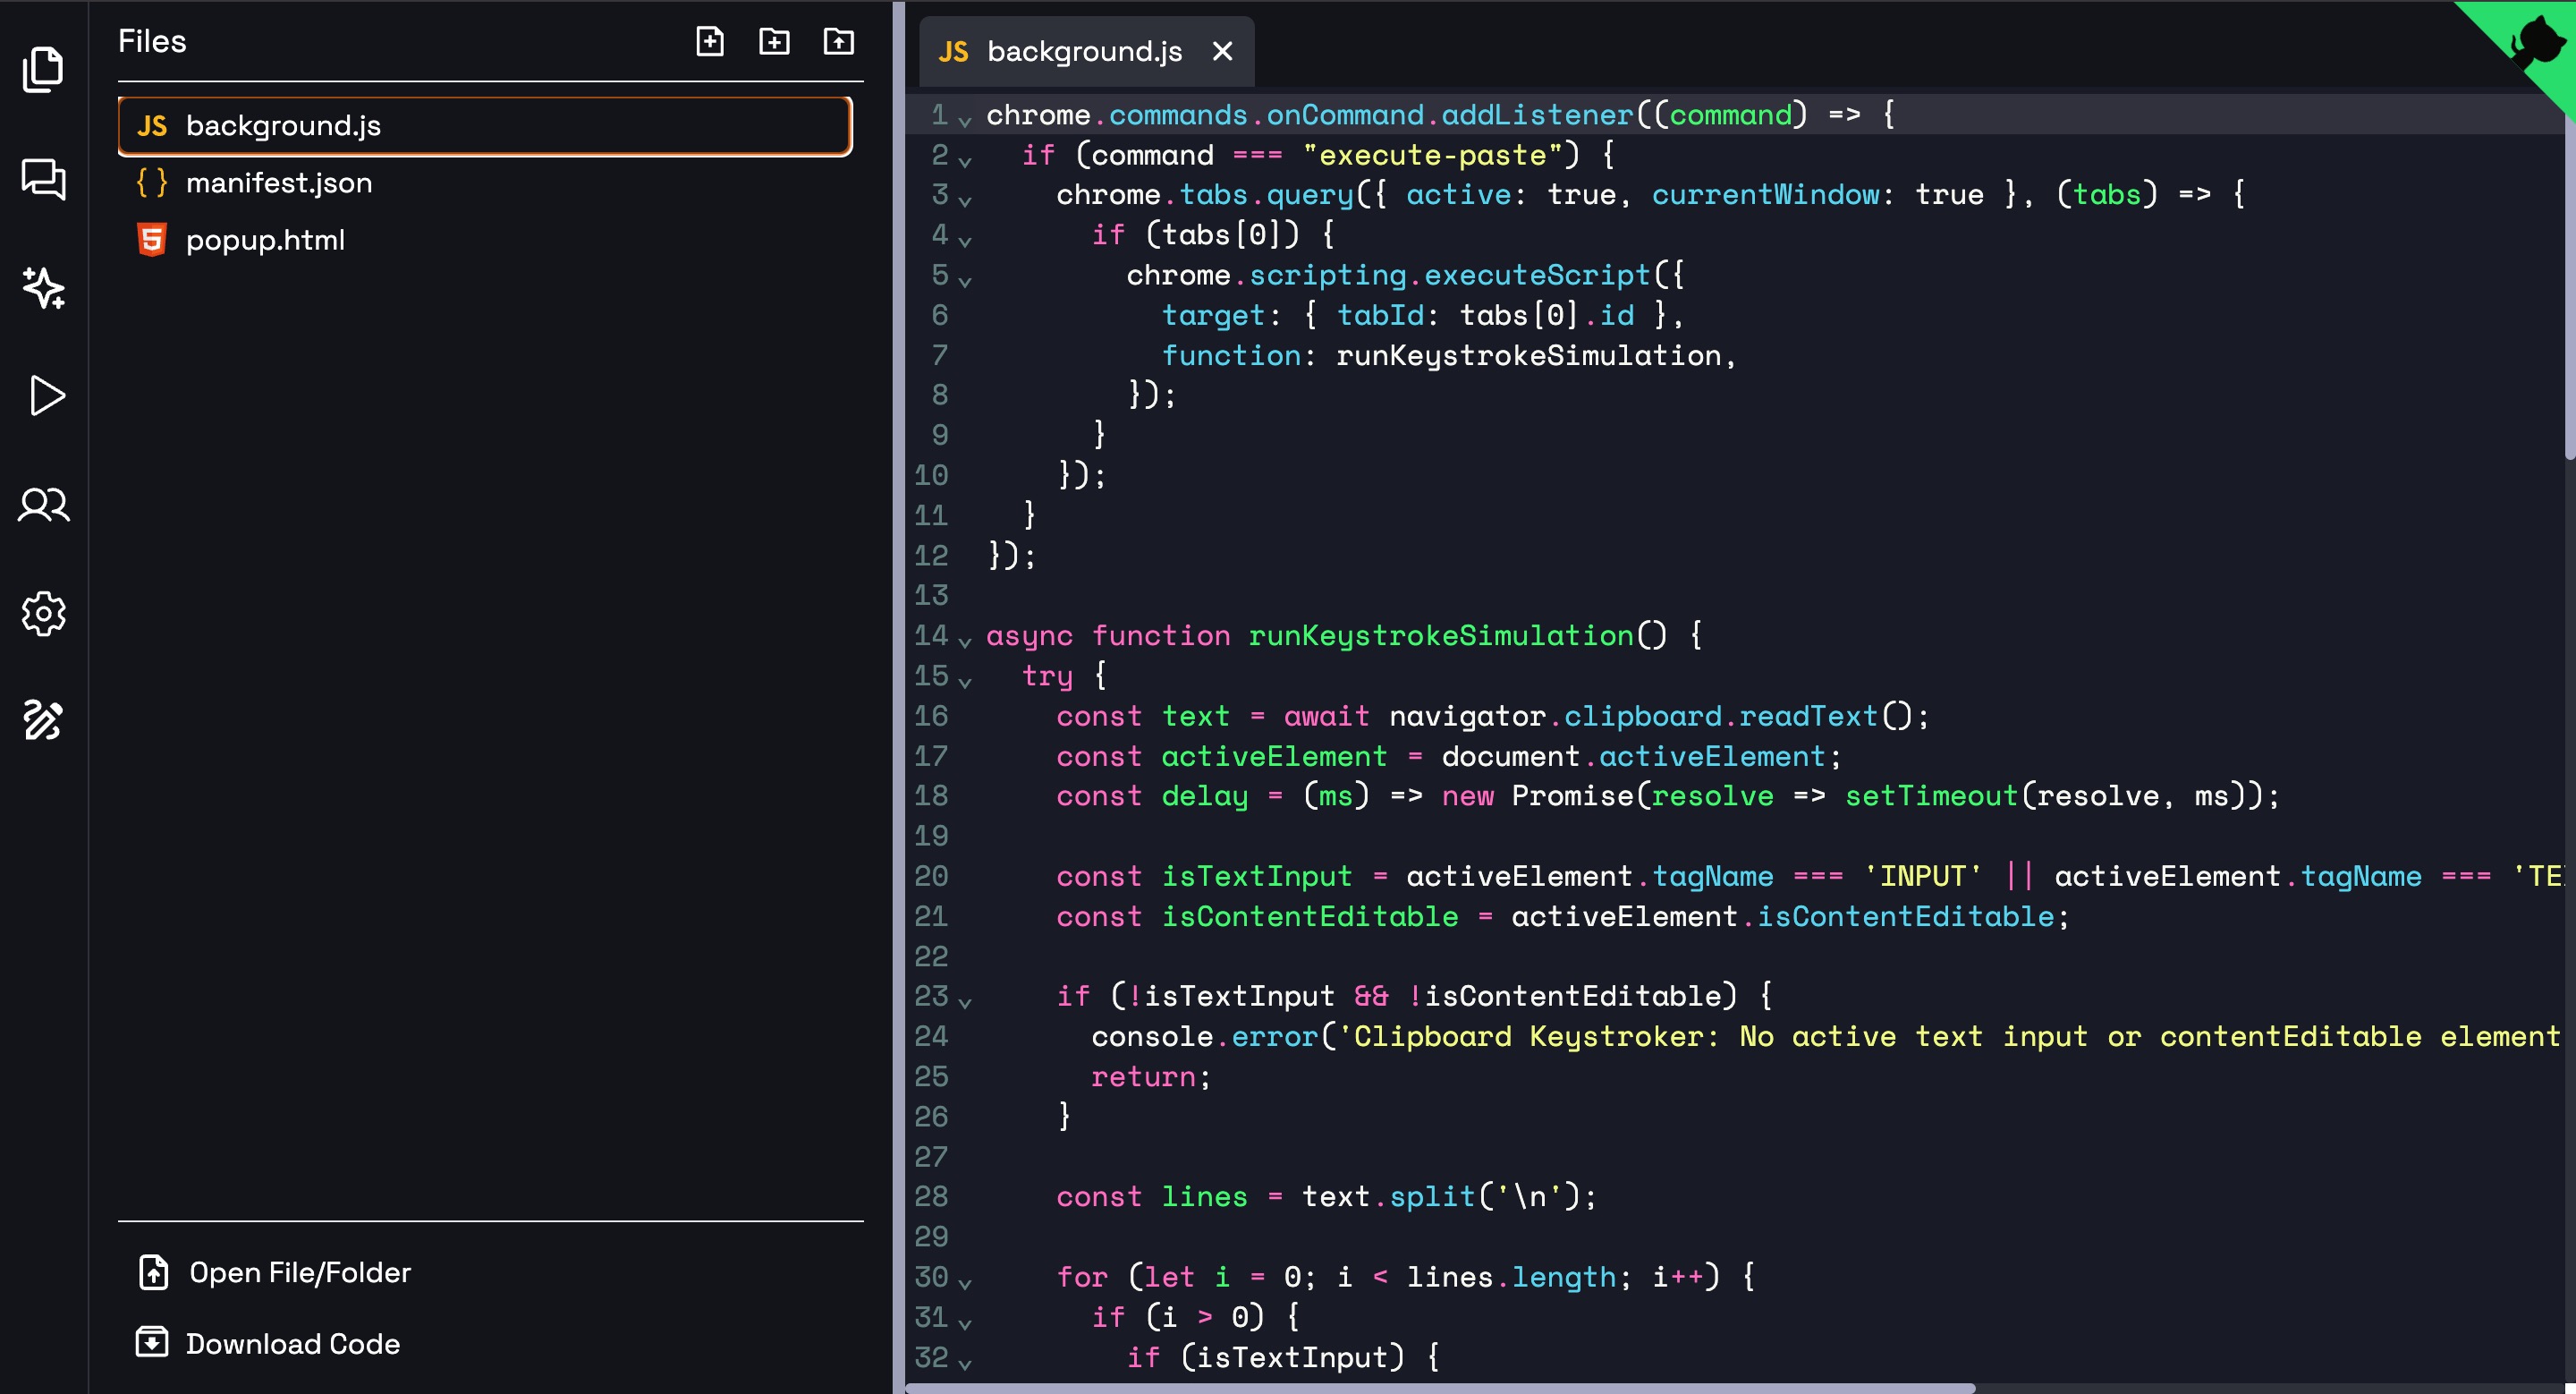 Files
JS background.js
{ } manifest.json
5 popup.html
Open File/Folder
Download Code
JS background.js ×
1 chrome.commands.onCommand.addListener((command) => {
2 if (command === "execute-paste") {
3 chrome.tabs.query({ active: true, currentWindow: true }, (tabs) => {
4 if (tabs[0]) {
5 chrome.scripting.executeScript({
6 target: { tabId: tabs[0].id },
7 function: runKeystrokeSimulation,
8 });
9 }
10 });
11 }
12 });
13
14 async function runKeystrokeSimulation() {
15 try {
16 const text = await navigator.clipboard.readText();
17 const activeElement = document.activeElement;
18 const delay = (ms) => new Promise(resolve => setTimeout(resolve, ms));
19
20 const isTextInput = activeElement.tagName === 'INPUT' || activeElement.tagName === 'TE
21 const isContentEditable = activeElement.isContentEditable;
22
23 if (!isTextInput && !isContentEditable) {
24 console.error('Clipboard Keystroker: No active text input or contentEditable element
25 return;
26 }
27
28 const lines = text.split('\n');
29
30 for (let i = 0; i < lines.length; i++) {
31 if (i > 0) {
32 if (isTextInput) {